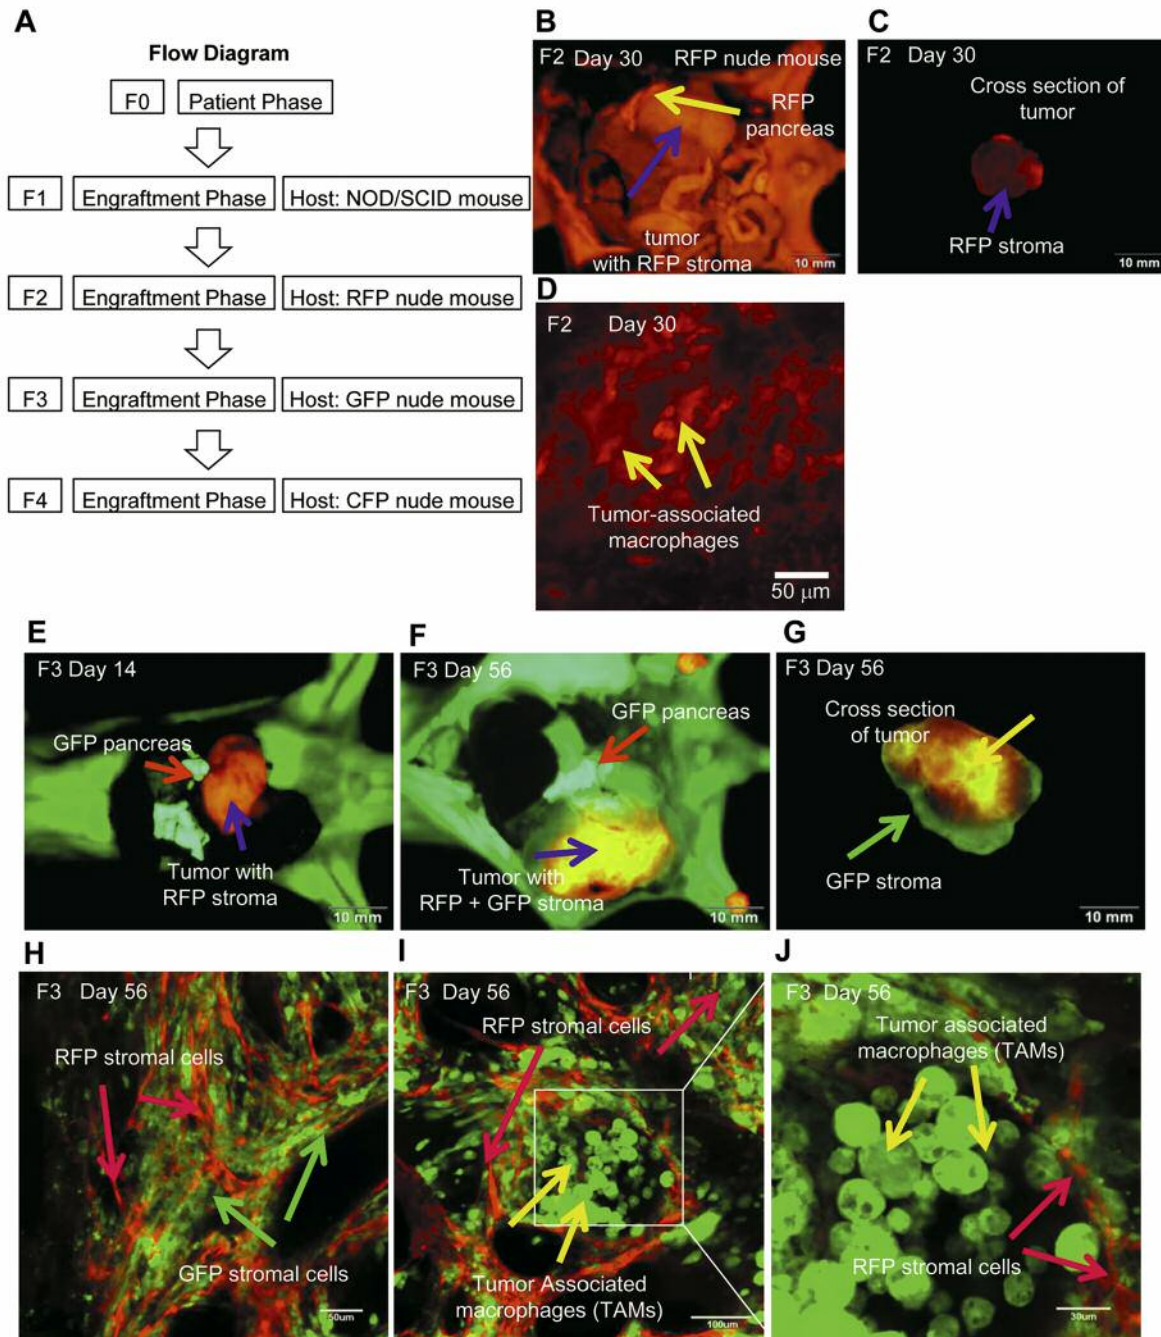 A
Flow Diagram
F0 Patient Phase
F1 Engraftment Phase Host: NOD/SCID mouse
F2 Engraftment Phase Host: RFP nude mouse
F3 Engraftment Phase Host: GFP nude mouse
F4 Engraftment Phase Host: CFP nude mouse
B
F2 Day 30 RFP nude mouse
RFP
pancreas
tumor
with RFP stroma
10 mm
C
F2 Day 30
Cross section of
tumor
RFP stroma
10 mm
D
F2 Day 30
Tumor-associated
macrophages
50 μm
E
F3 Day 14
GFP pancreas
Tumor with
RFP stroma
10 mm
F
F3 Day 56
GFP pancreas
Tumor with
RFP + GFP stroma
10 mm
G
F3 Day 56
Cross section
of tumor
GFP stroma
10 mm
H
F3 Day 56
RFP stromal cells
GFP stromal cells
50um
I
F3 Day 56
RFP stromal cells
Tumor Associated
macrophages (TAMs)
100um
J
F3 Day 56
Tumor associated
macrophages (TAMs)
RFP stromal cells
30um